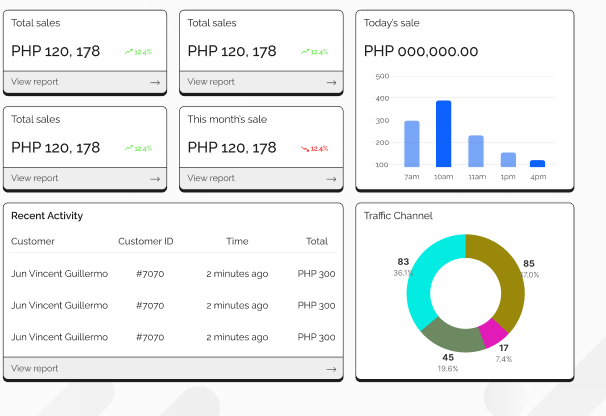 Total sales
PHP 120, 178
12.4%
View report
Total sales
PHP 120, 178
12.4%
View report
Today's sale
PHP 000,000.00
500
400
300
200
100
7am 10am 11am 1pm 4pm
Total sales
PHP 120, 178
12.4%
View report
This month's sale
PHP 120, 178
12.4%
View report
Recent Activity
Customer Customer ID Time Total
Jun Vincent Guillermo #7070 2 minutes ago PHP 300
Jun Vincent Guillermo #7070 2 minutes ago PHP 300
Jun Vincent Guillermo #7070 2 minutes ago PHP 300
View report
Traffic Channel
83
36.1%
85
37.0%
17
7.4%
45
19.6%